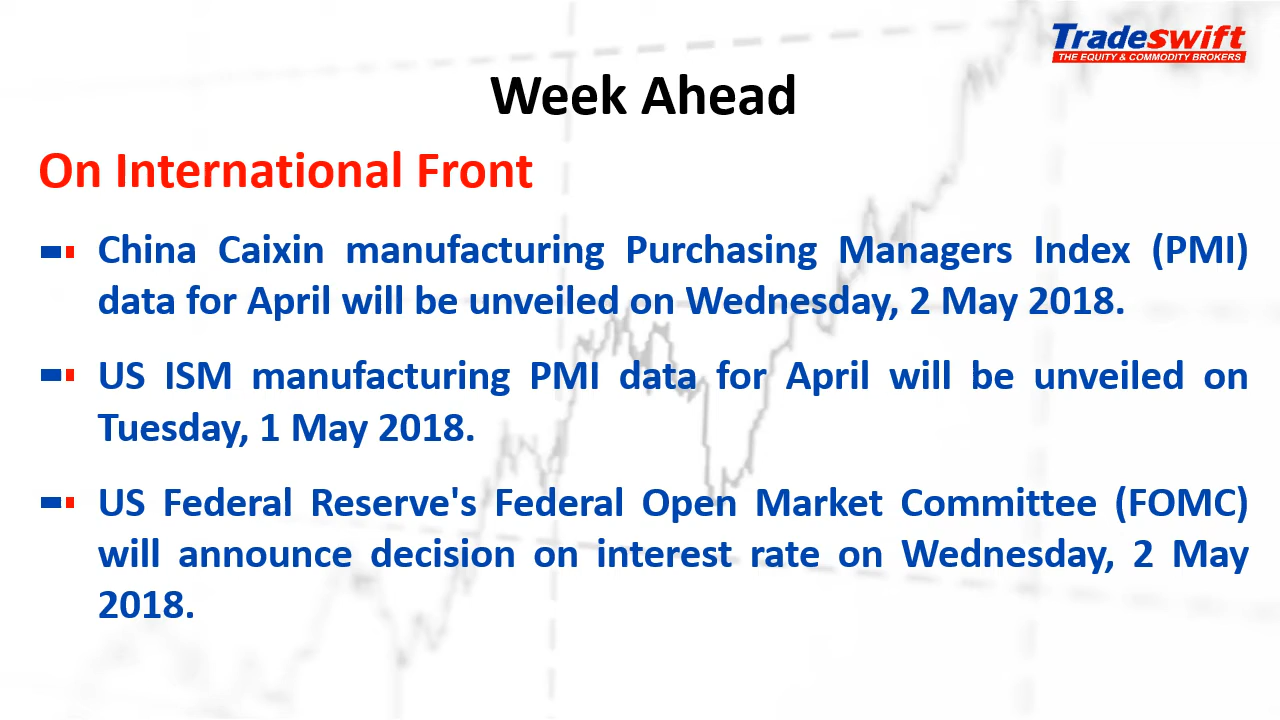 Tradeswift
THE EQUITY & COMMODITY BROKERS
Week Ahead
On International Front
China Caixin manufacturing Purchasing Managers Index (PMI)
data for April will be unveiled on Wednesday, 2 May 2018.
US ISM manufacturing PMI data for April will be unveiled on
Tuesday, 1 May 2018.
US Federal Reserve's Federal Open Market Committee (FOMC)
will announce decision on interest rate on Wednesday, 2 May
2018.